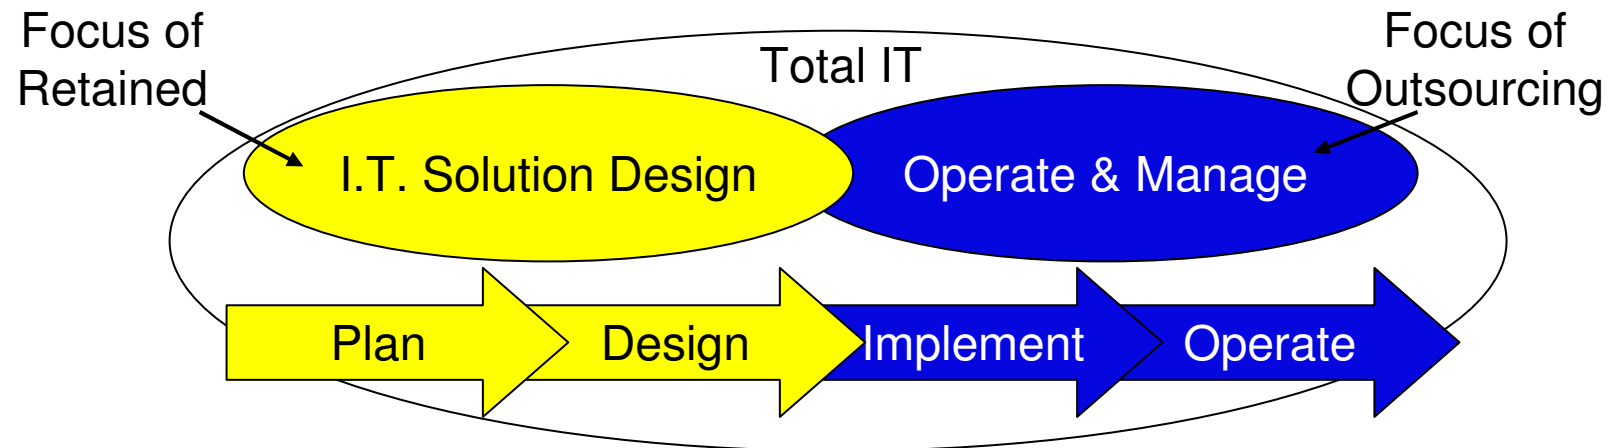 Focus of
Retained
Total IT
Focus of
Outsourcing
I.T. Solution Design
Operate & Manage
Plan
Design
Implement
Operate